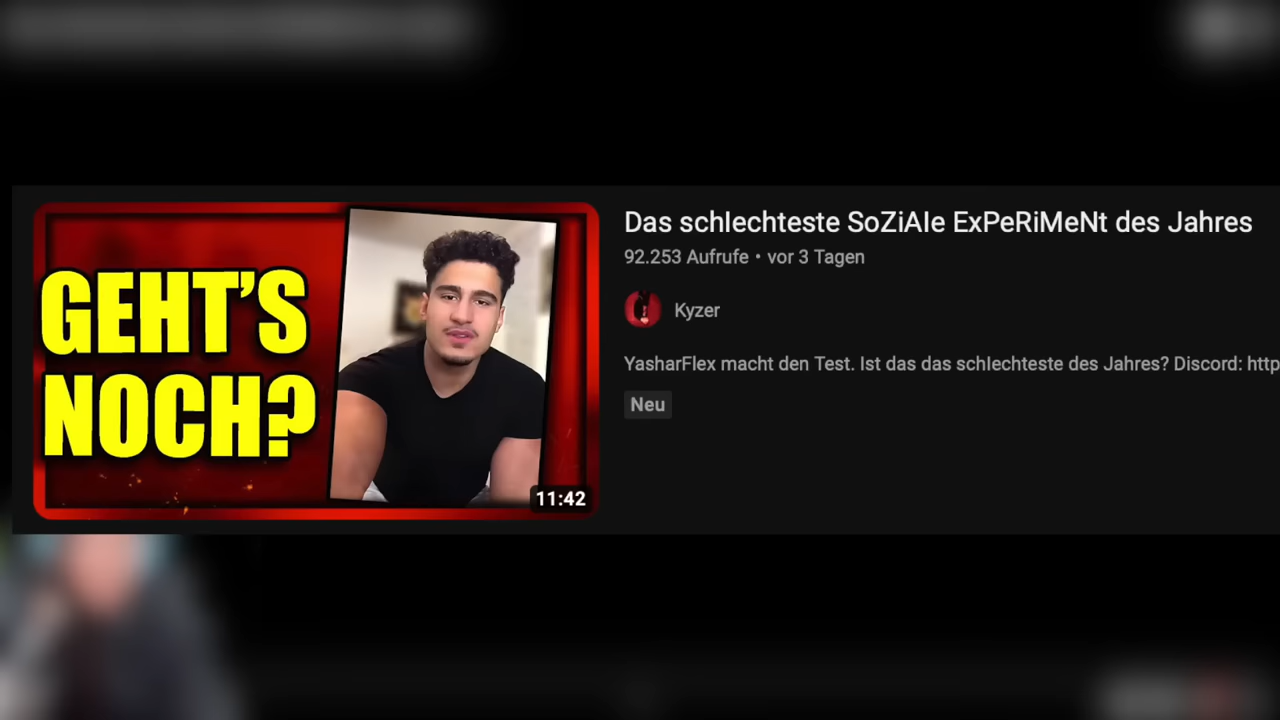 GEHT'S
NOCH?
11:42
Das schlechteste SoZiAle ExPeRiMeNt des Jahres
92.253 Aufrufe • vor 3 Tagen
Kyzer
YasharFlex macht den Test. Ist das das schlechteste des Jahres? Discord: http
Neu